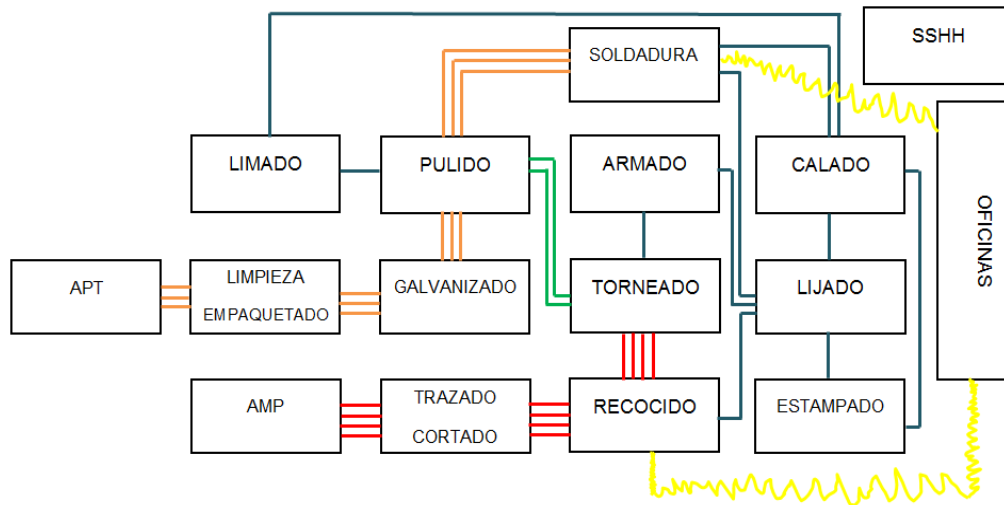 SSHH
SOLDADURA
LIMADO
PULIDO
ARMADO
CALADO
OFICINAS
APT
LIMPIEZA
EMPAQUETADO
GALVANIZADO
TORNEADO
LIJADO
AMP
TRAZADO
CORTADO
RECOCIDO
ESTAMPADO